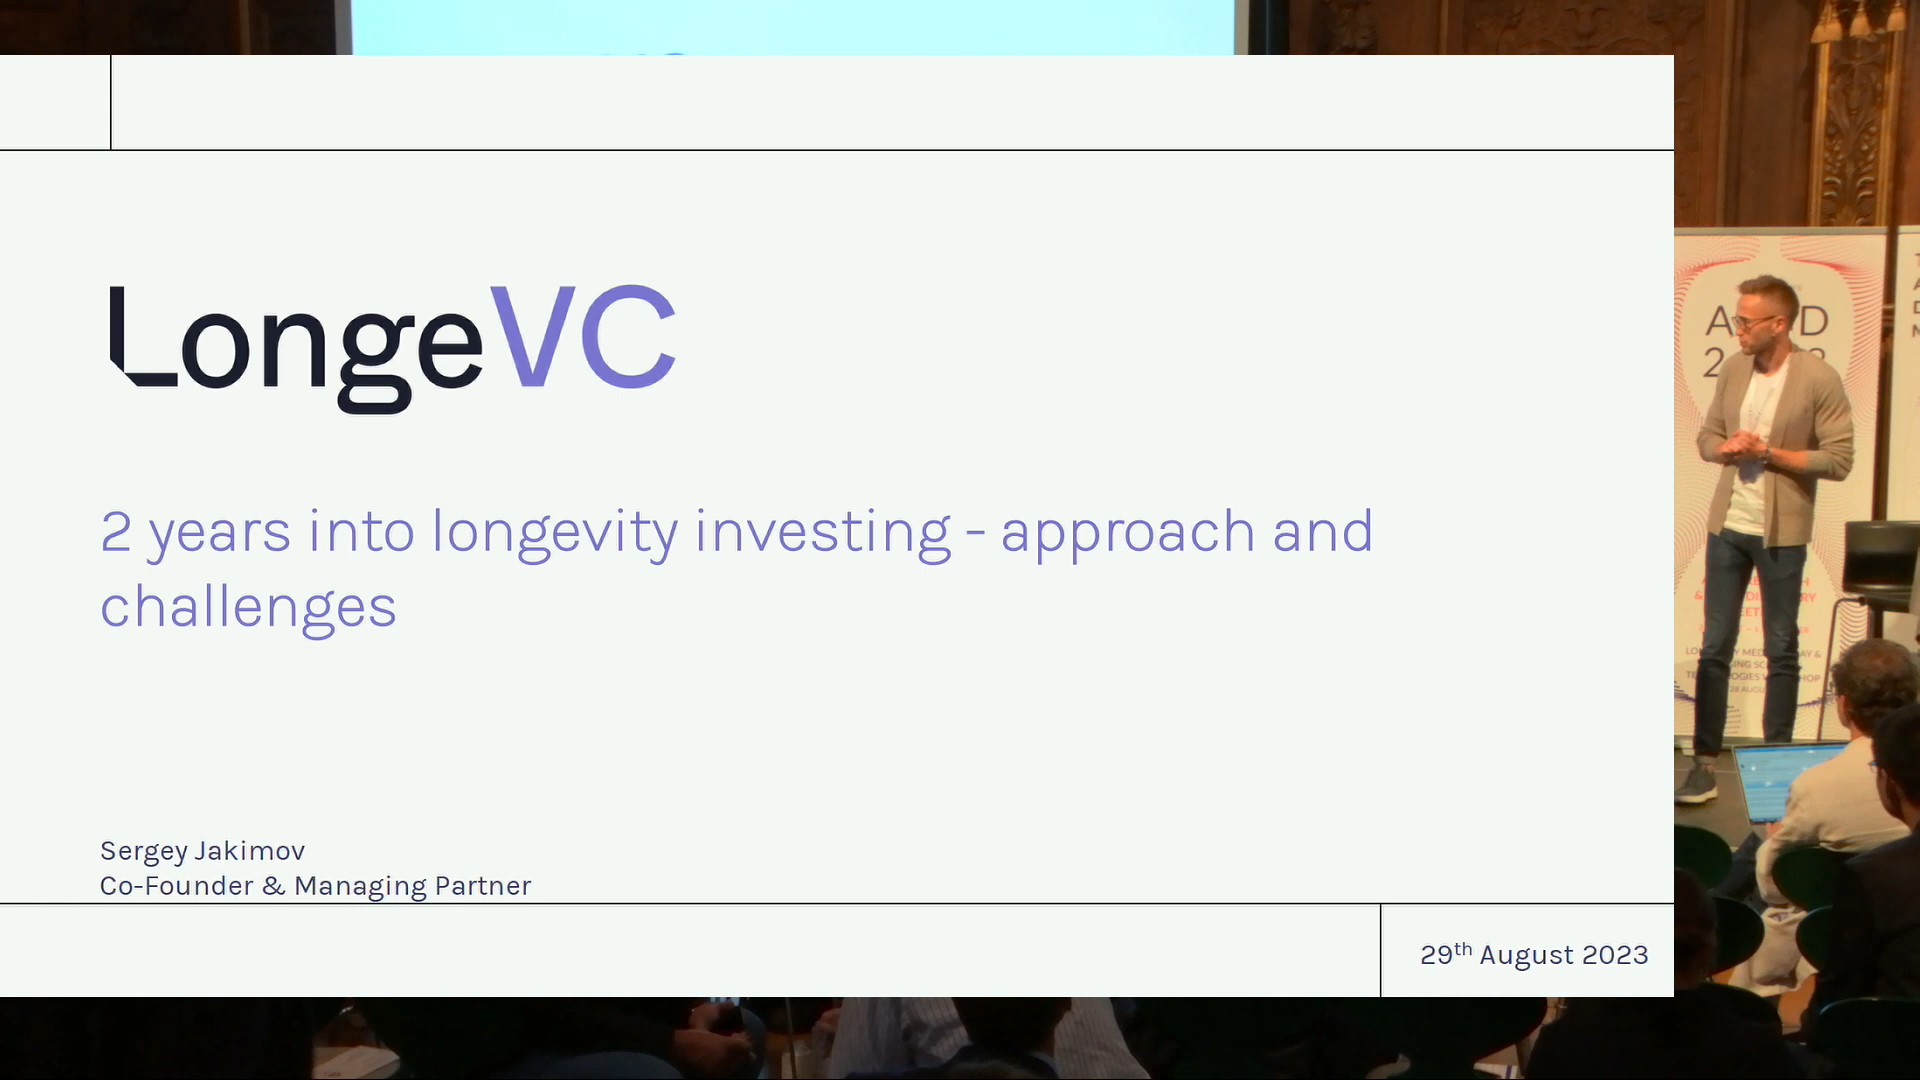 LongeVC
2 years into longevity investing - approach and
challenges
Sergey Jakimov
Co-Founder & Managing Partner
29th August 2023